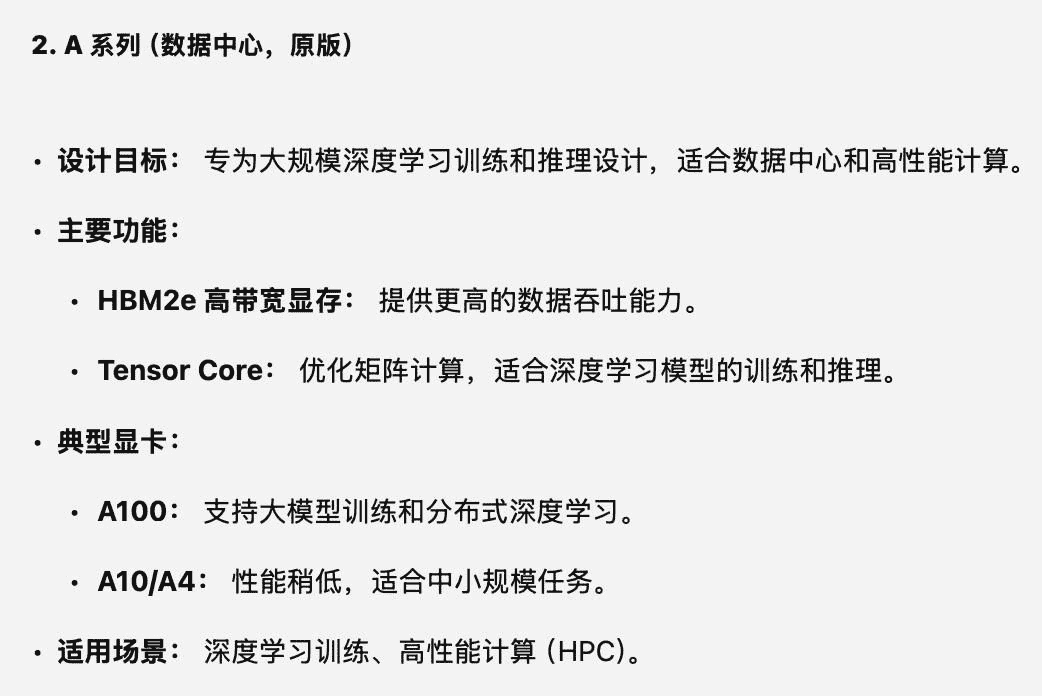 2. A 系列（数据中心，原版）
• 设计目标： 专为大规模深度学习训练和推理设计，适合数据中心和高性能计算。
• 主要功能：
• HBM2e 高带宽显存： 提供更高的数据吞吐能力。
• Tensor Core： 优化矩阵计算，适合深度学习模型的训练和推理。
• 典型显卡：
• A100： 支持大模型训练和分布式深度学习。
• A10/A4： 性能稍低，适合中小规模任务。
• 适用场景： 深度学习训练、高性能计算（HPC）。